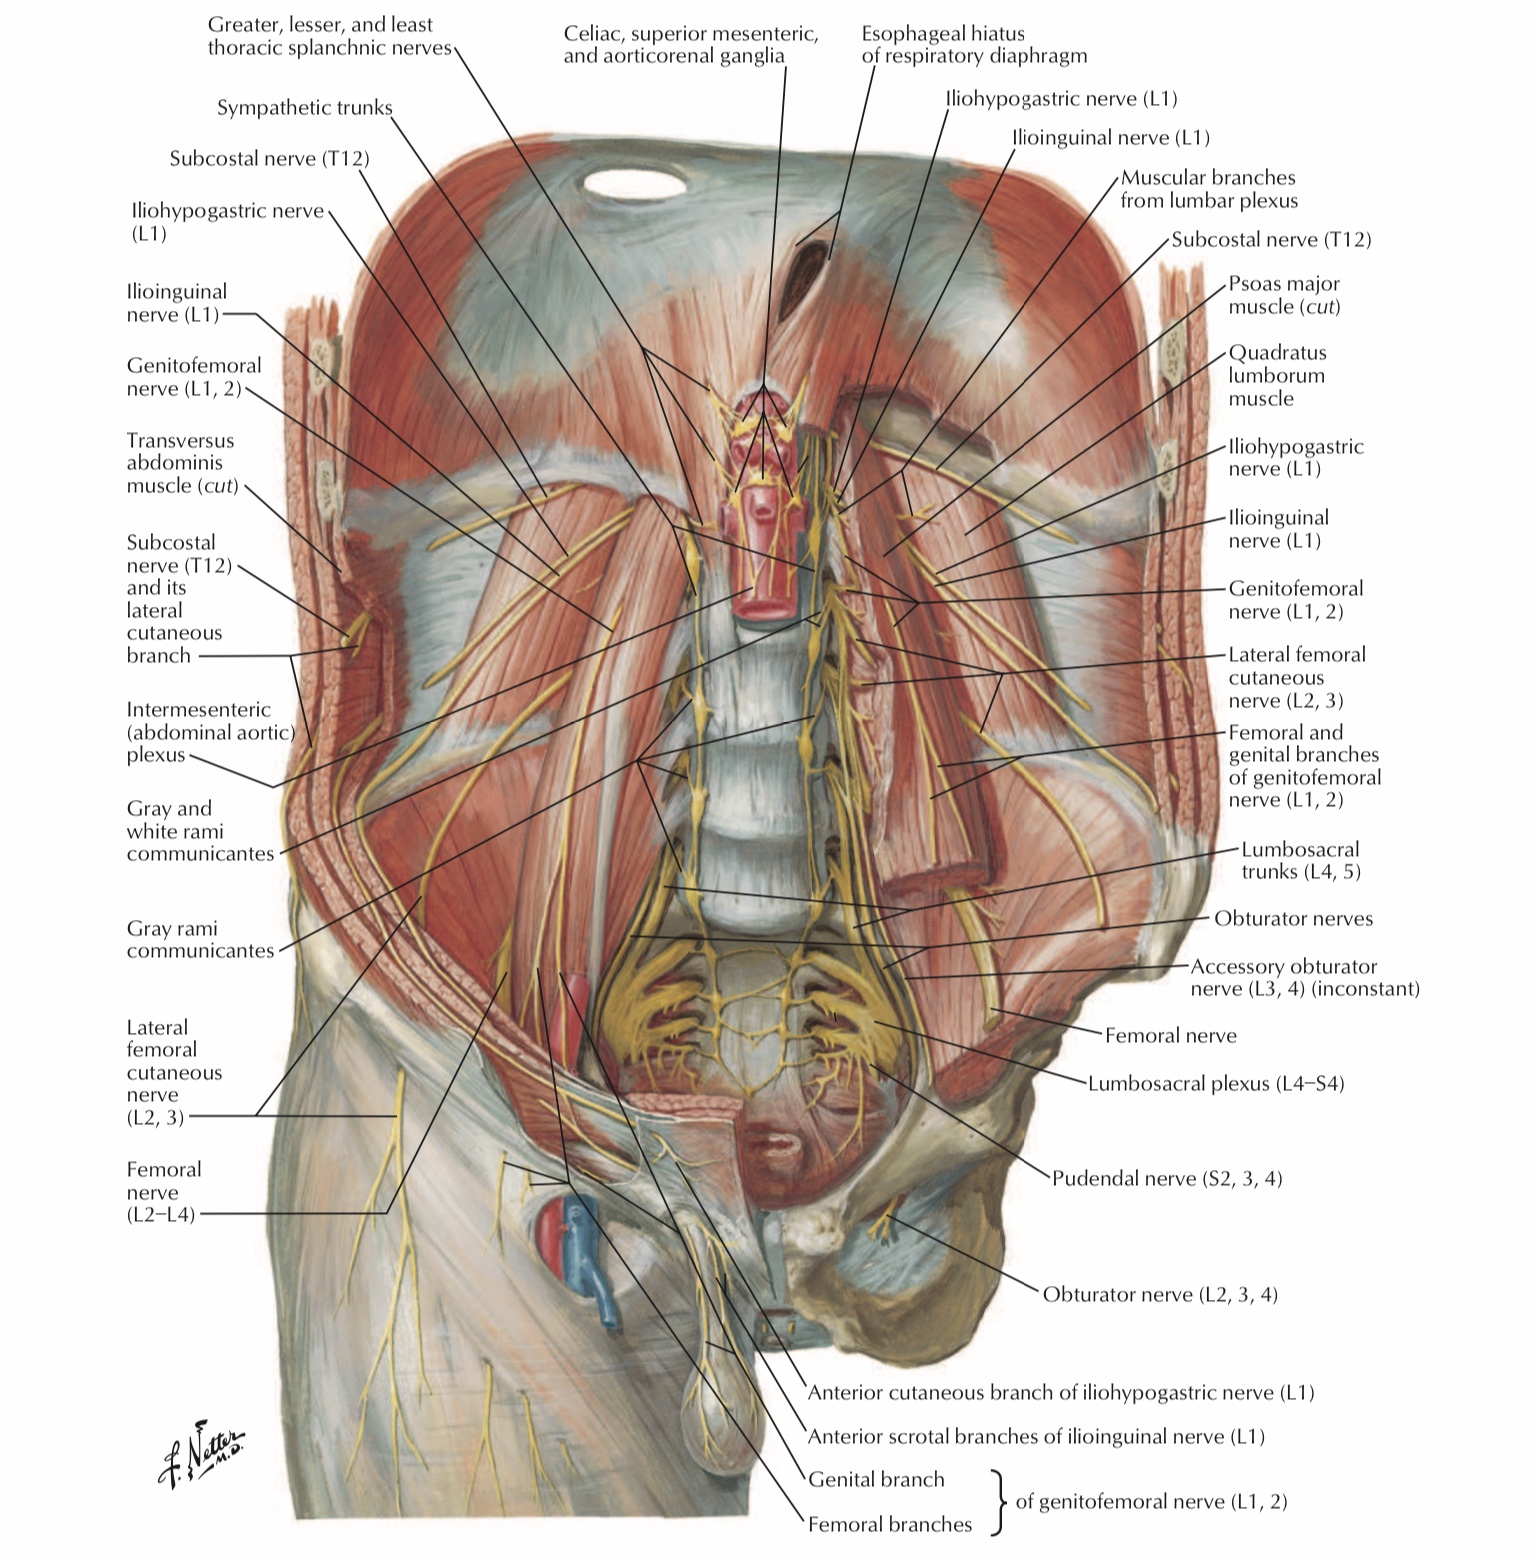 Greater, lesser, and least
thoracic splanchnic nerves
Celiac, superior mesenteric,
and aorticorenal ganglia
Esophageal hiatus
of respiratory diaphragm
Sympathetic trunks
Subcostal nerve (T12)
Iliohypogastric nerve
(L1)
Ilioinguinal
nerve (L1)
Genitofemoral
nerve (L1, 2)
Transversus
abdominis
muscle (cut)
Subcostal
nerve (T12)
and its
lateral
cutaneous
branch
Intermesenteric
(abdominal aortic)
plexus
Gray and
white rami
communicantes
Gray rami
communicantes
Lateral
femoral
cutaneous
nerve
(L2, 3)
Femoral
nerve
(L2–L4)
Iliohypogastric nerve (L1)
Ilioinguinal nerve (L1)
Muscular branches
from lumbar plexus
Subcostal nerve (T12)
Psoas major
muscle (cut)
Quadratus
lumborum
muscle
Iliohypogastric
nerve (L1)
Ilioinguinal
nerve (L1)
Genitofemoral
nerve (L1, 2)
Lateral femoral
cutaneous
nerve (L2, 3)
Femoral and
genital branches
of genitofemoral
nerve (L1, 2)
Lumbosacral
trunks (L4, 5)
Obturator nerves
Accessory obturator
nerve (L3, 4) (inconstant)
Femoral nerve
Lumbosacral plexus (L4–S4)
Pudendal nerve (S2, 3, 4)
Obturator nerve (L2, 3, 4)
Anterior cutaneous branch of iliohypogastric nerve (L1)
Anterior scrotal branches of ilioinguinal nerve (L1)
Genital branch
Femoral branches
of genitofemoral nerve (L1, 2)
F. Netter
M.D.